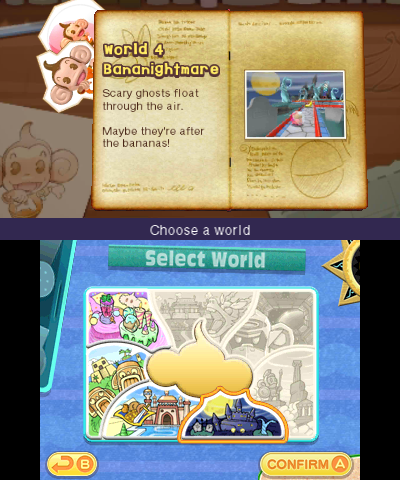 World 4
Bananightmare
Scary ghosts float
through the air.
Maybe they're after
the bananas!
Choose a world
Select World
B
CONFIRM A